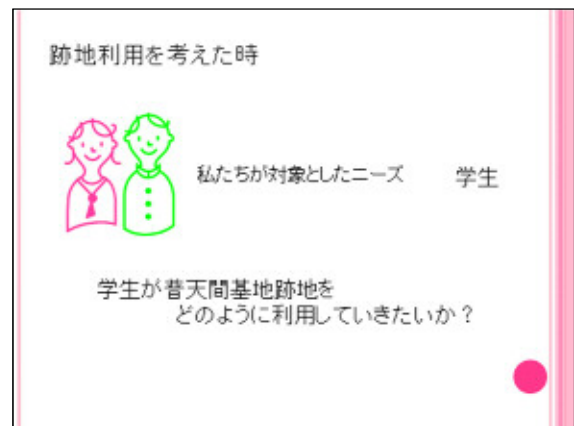 跡地利用を考えた時
私たちが対象としたニーズ 学生
学生が普天間基地跡地を
どのように利用していきたいか？